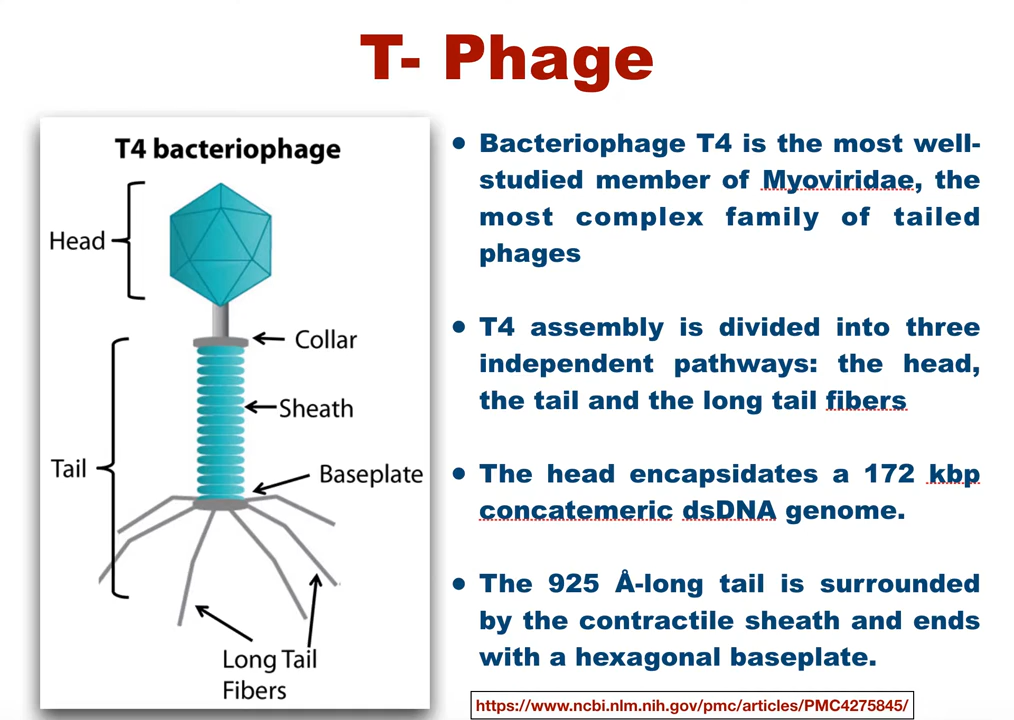 T- Phage
T4 bacteriophage
Head
Collar
Sheath
Tail
Baseplate
Long Tail
Fibers
• Bacteriophage T4 is the most well-
studied member of Myoviridae, the
most complex family of tailed
phages
• T4 assembly is divided into three
independent pathways: the head,
the tail and the long tail fibers
• The head encapsidates a 172 kbp
concatemeric dsDNA genome.
• The 925 Å-long tail is surrounded
by the contractile sheath and ends
with a hexagonal baseplate.
https://www.ncbi.nlm.nih.gov/pmc/articles/PMC4275845/